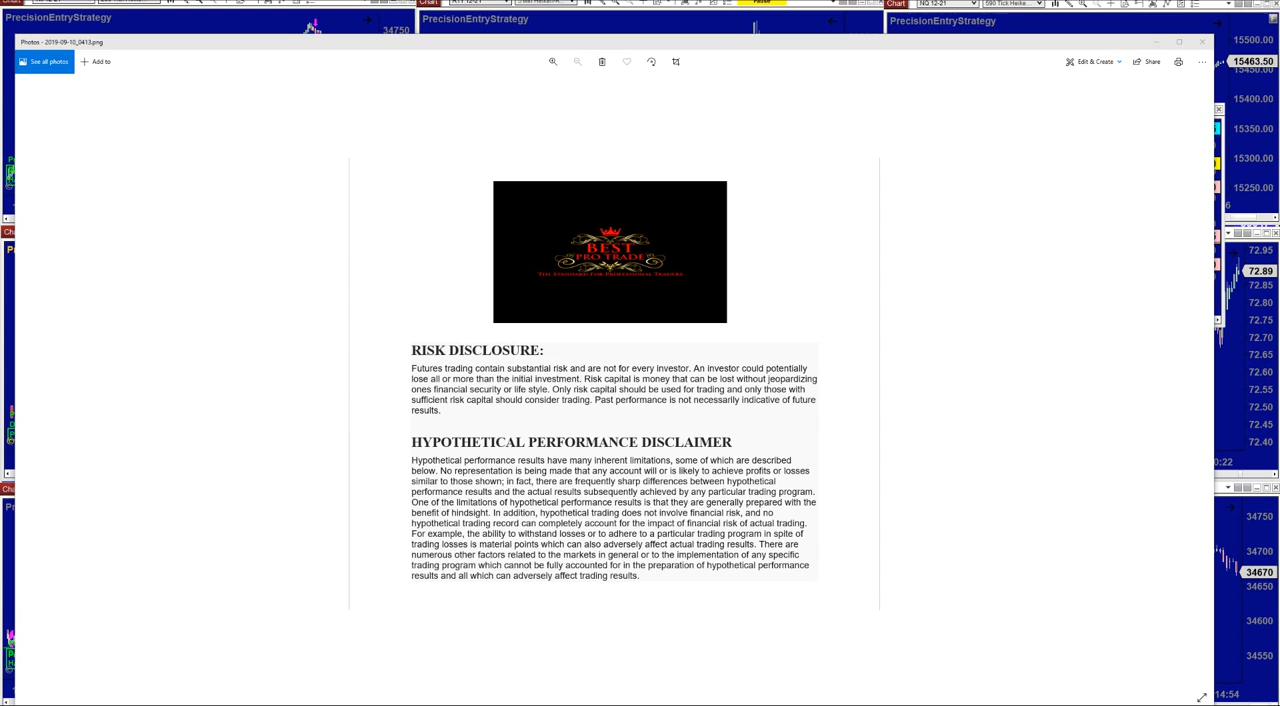 Chart
Chart
NQ 12-21
590 Tick Heike...
Pause
PrecisionEntryStrategy
34750
PrecisionEntryStrategy
PrecisionEntryStrategy
Photos - 2019-09-10_0413.png
See all photos
Add to
Edit & Create
Share
15500.00
15463.50
15450.00
15400.00
15350.00
15300.00
15250.00
BEST
PRO TRADE
THE STANDARD FOR PROFESSIONAL TRADERS
72.95
72.89
72.85
72.80
72.75
72.70
72.65
72.60
72.55
72.50
72.45
72.40
RISK DISCLOSURE:
Futures trading contain substantial risk and are not for every investor. An investor could potentially
lose all or more than the initial investment. Risk capital is money that can be lost without jeopardizing
ones financial security or life style. Only risk capital should be used for trading and only those with
sufficient risk capital should consider trading. Past performance is not necessarily indicative of future
results.
HYPOTHETICAL PERFORMANCE DISCLAIMER
Hypothetical performance results have many inherent limitations, some of which are described
below. No representation is being made that any account will or is likely to achieve profits or losses
similar to those shown; in fact, there are frequently sharp differences between hypothetical
performance results and the actual results subsequently achieved by any particular trading program.
One of the limitations of hypothetical performance results is that they are generally prepared with the
benefit of hindsight. In addition, hypothetical trading does not involve financial risk, and no
hypothetical trading record can completely account for the impact of financial risk of actual trading.
For example, the ability to withstand losses or to adhere to a particular trading program in spite of
trading losses is material points which can also adversely affect actual trading results. There are
numerous other factors related to the markets in general or to the implementation of any specific
trading program which cannot be fully accounted for in the preparation of hypothetical performance
results and all which can adversely affect trading results.
34750
34700
34670
34600
34550
14:54